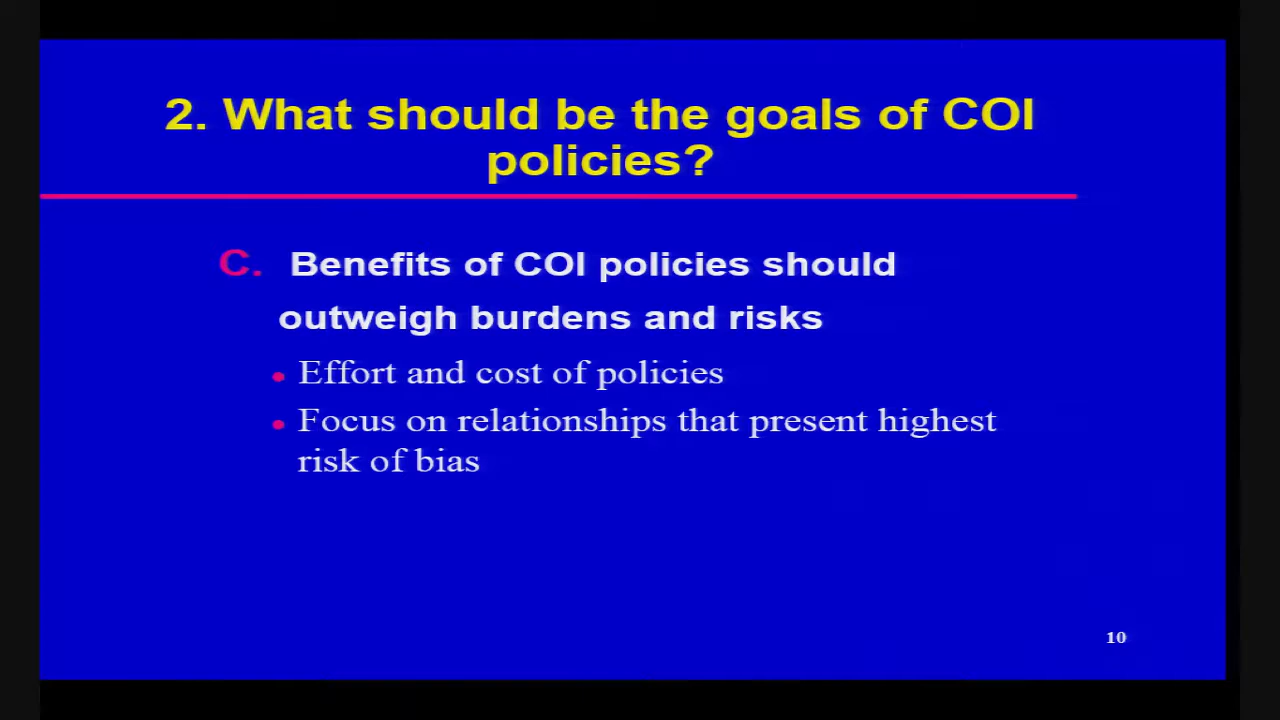 2. What should be the goals of COI
policies?
C. Benefits of COI policies should
outweigh burdens and risks
• Effort and cost of policies
• Focus on relationships that present highest
risk of bias
10